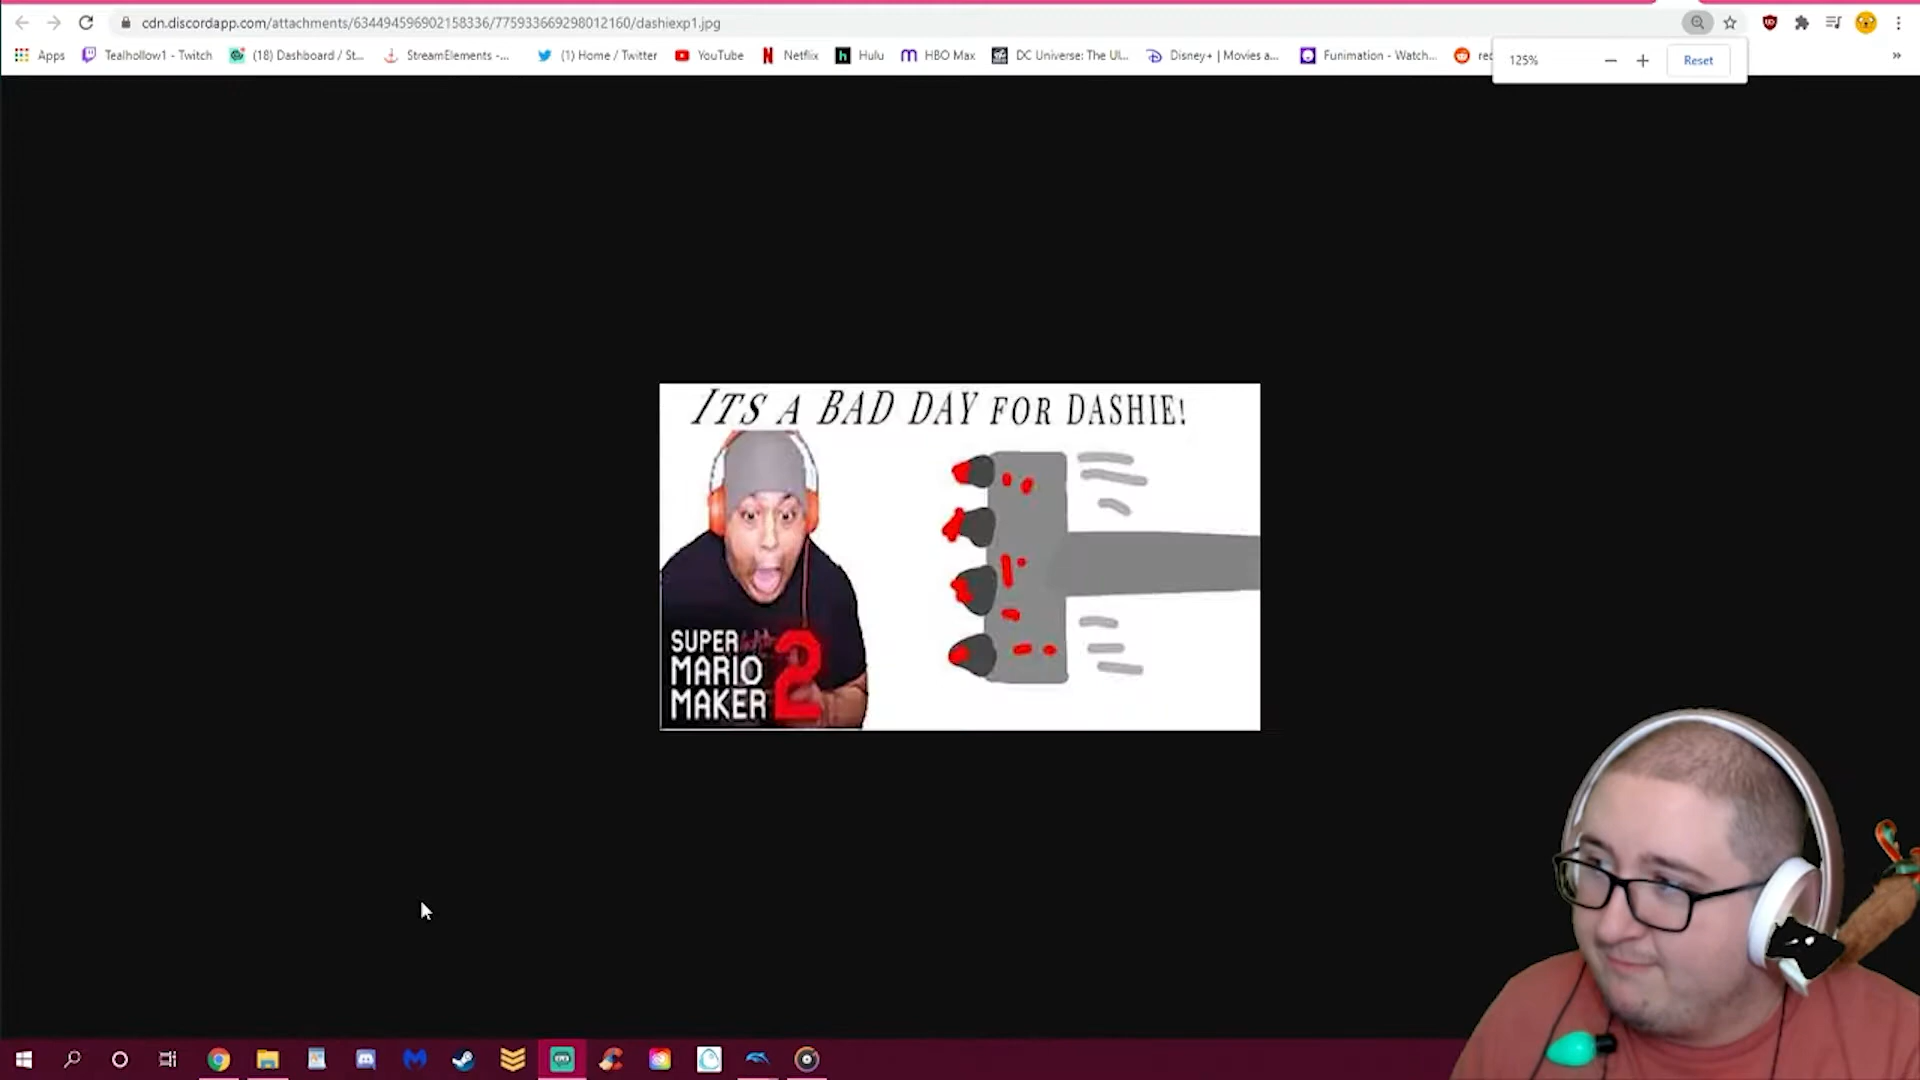 cdn.discordapp.com/attachments/634494596902158336/775933669298012160/dashiexp1.jpg
Apps
Tealhollow1 - Twitch
(18) Dashboard / St...
StreamElements -...
(1) Home / Twitter
YouTube
Netflix
Hulu
HBO Max
DC Universe: The Ul...
Disney+ | Movies a...
Funimation - Watch...
125%
Reset
ITS A BAD DAY FOR DASHIE!
SUPER
MARIO
MAKER 2